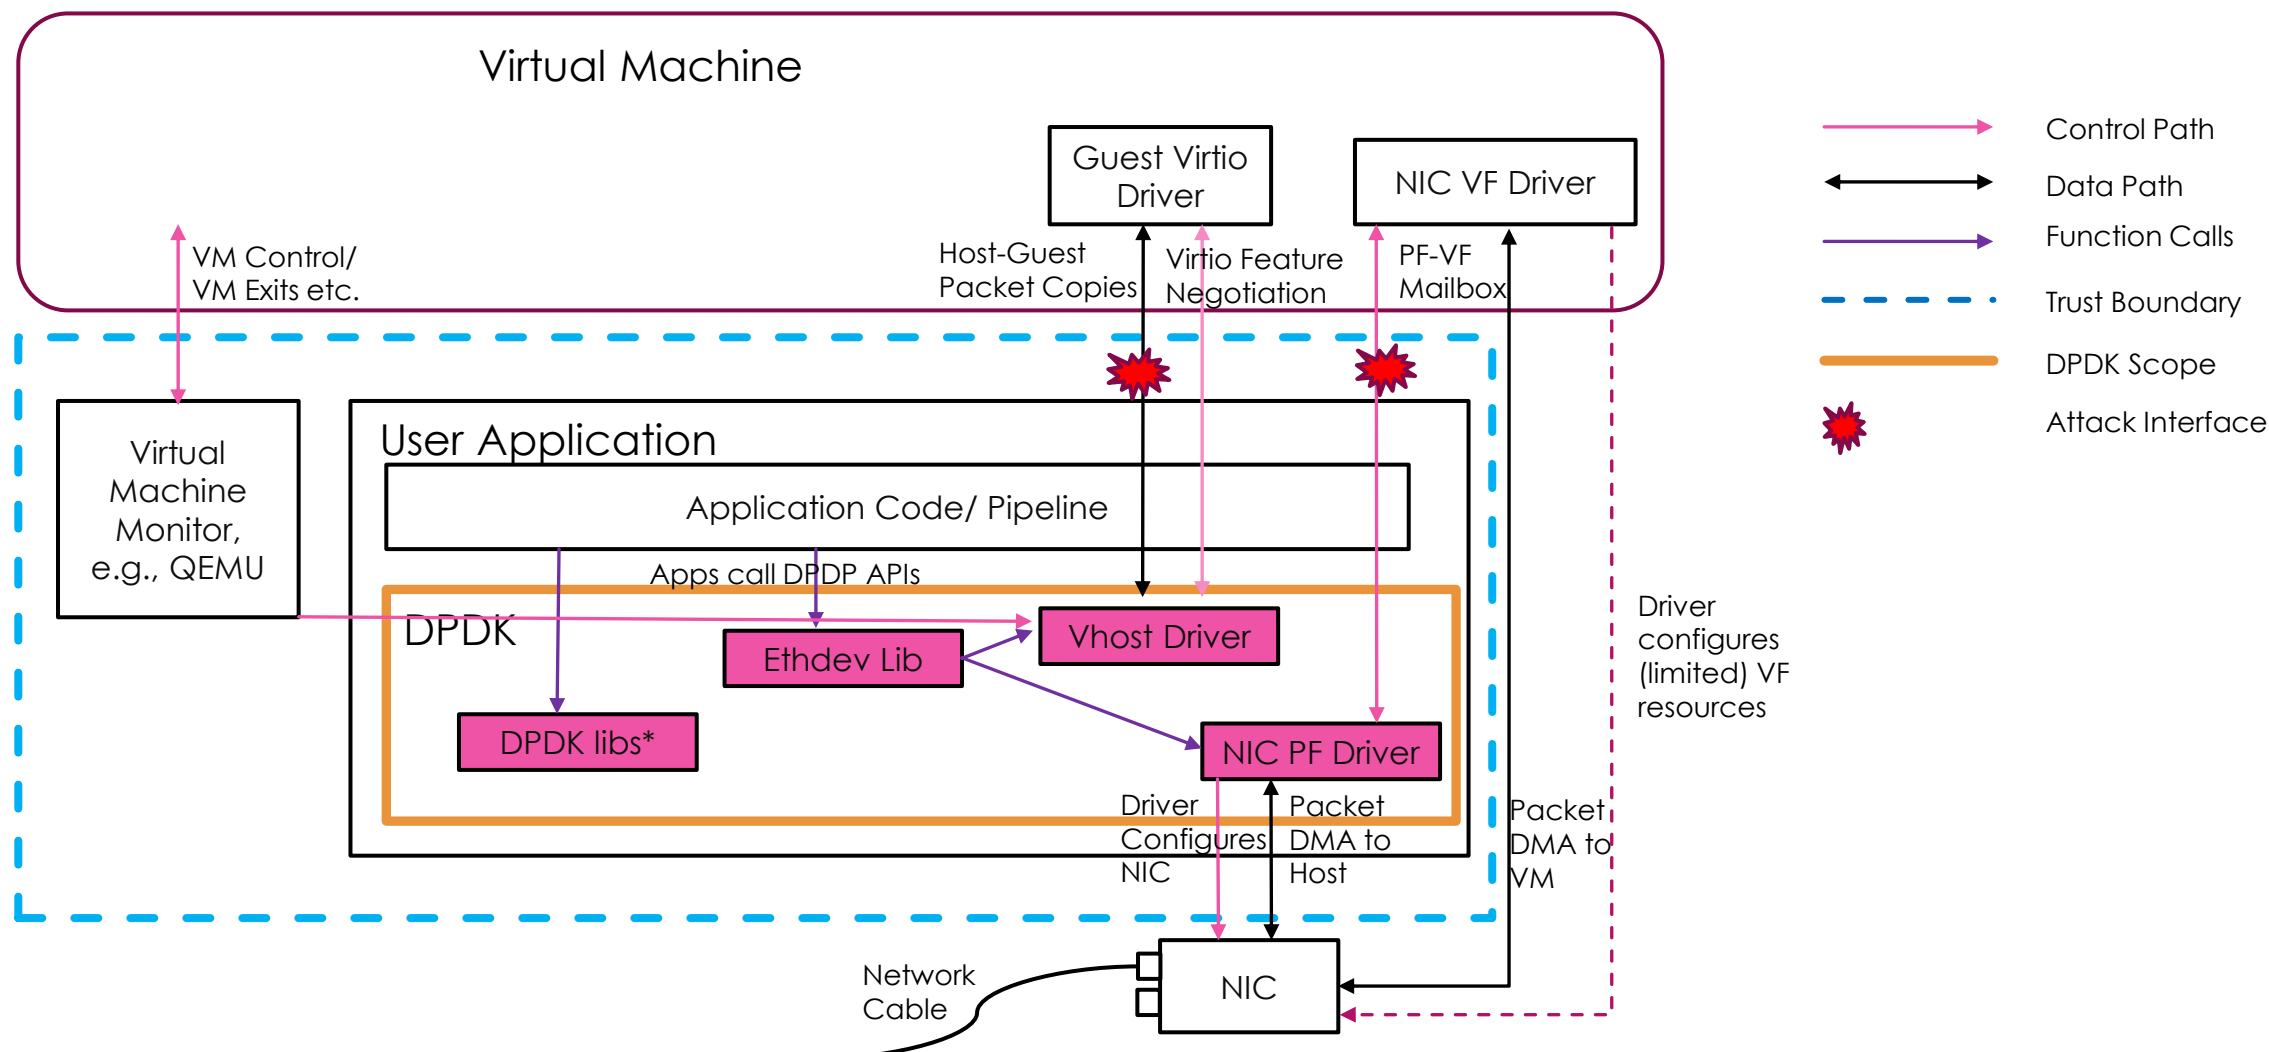 Virtual Machine
Guest Virtio
Driver
NIC VF Driver
VM Control/
VM Exits etc.
Host-Guest
Packet Copies
Virtio Feature
Negotiation
PF-VF
Mailbox
Control Path
Data Path
Function Calls
Trust Boundary
DPDK Scope
Attack Interface
Virtual
Machine
Monitor,
e.g., QEMU
User Application
Application Code/ Pipeline
Apps call DPDP APIs
DPDK
Vhost Driver
Ethdev Lib
DPDK libs*
NIC PF Driver
Driver
configures
(limited) VF
resources
Driver
Configures
NIC
Packet
DMA to
Host
Packet
DMA to
VM
Network
Cable
NIC